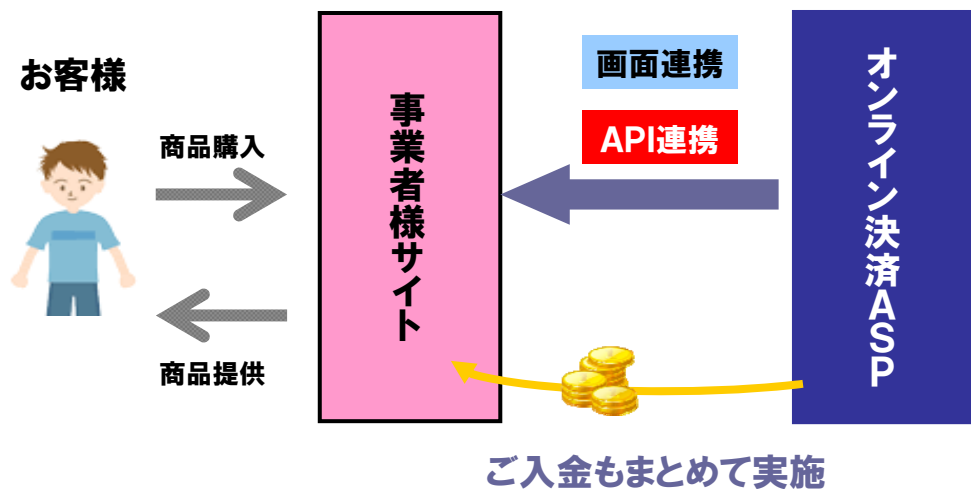 お客様
商品購入
商品提供
事業者様サイト
画面連携
API連携
オンライン決済ASP
ご入金もまとめて実施